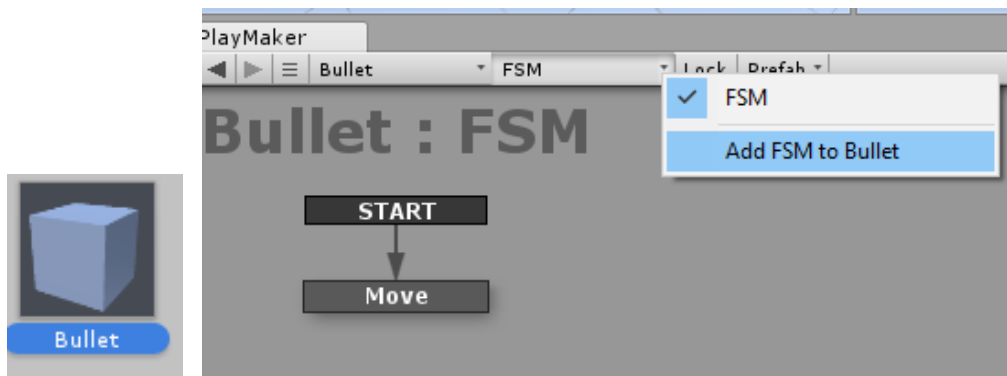 PlayMaker
Bullet FSM Lock Prefab
FSM
Add FSM to Bullet
Bullet : FSM
START
Move
Bullet